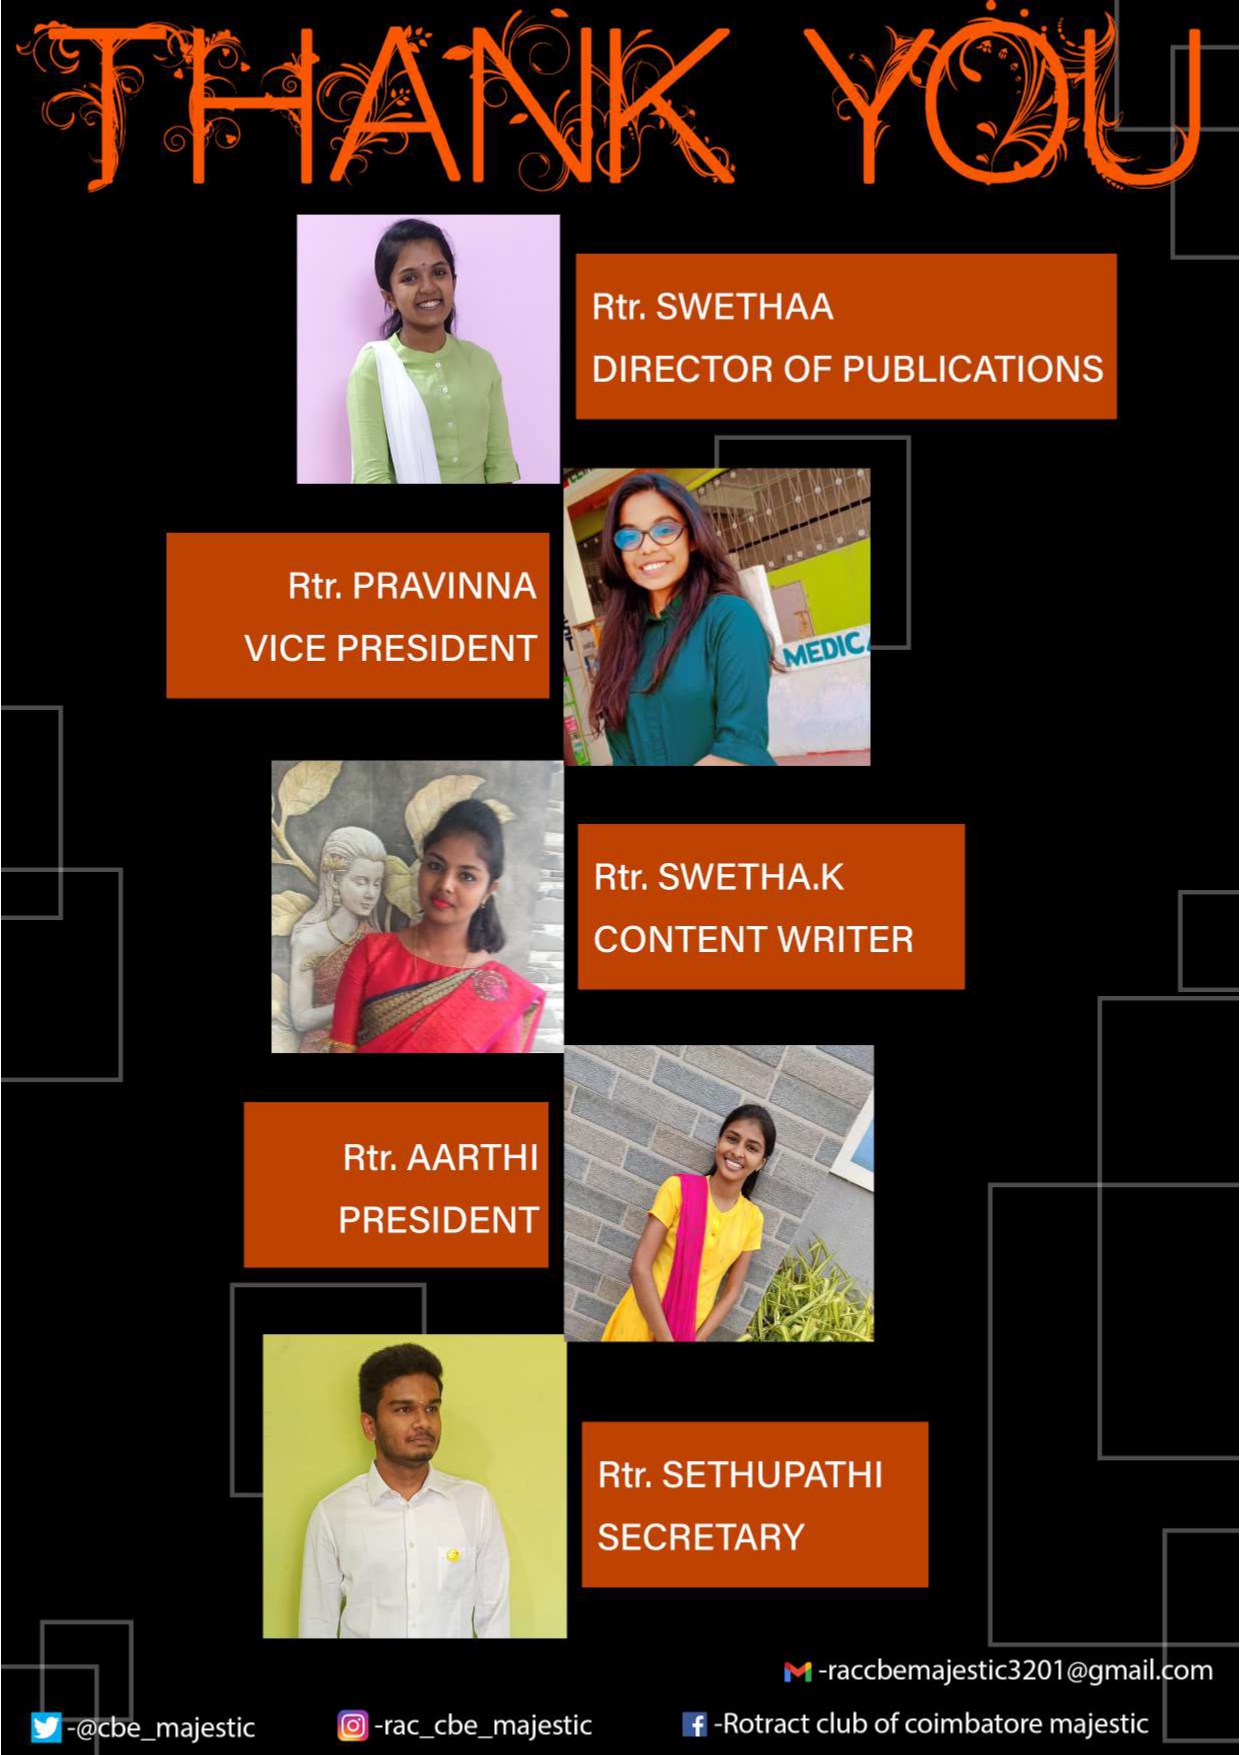 THANK YOU
Rtr. SWETHAA
DIRECTOR OF PUBLICATIONS
Rtr. PRAVINNA
VICE PRESIDENT
MEDICA
Rtr. SWETHA.K
CONTENT WRITER
Rtr. AARTHI
PRESIDENT
Rtr. SETHUPATHI
SECRETARY
-raccbemajestic3201@gmail.com
-@cbe_majestic
-rac_cbe_majestic
-Rotract club of coimbatore majestic